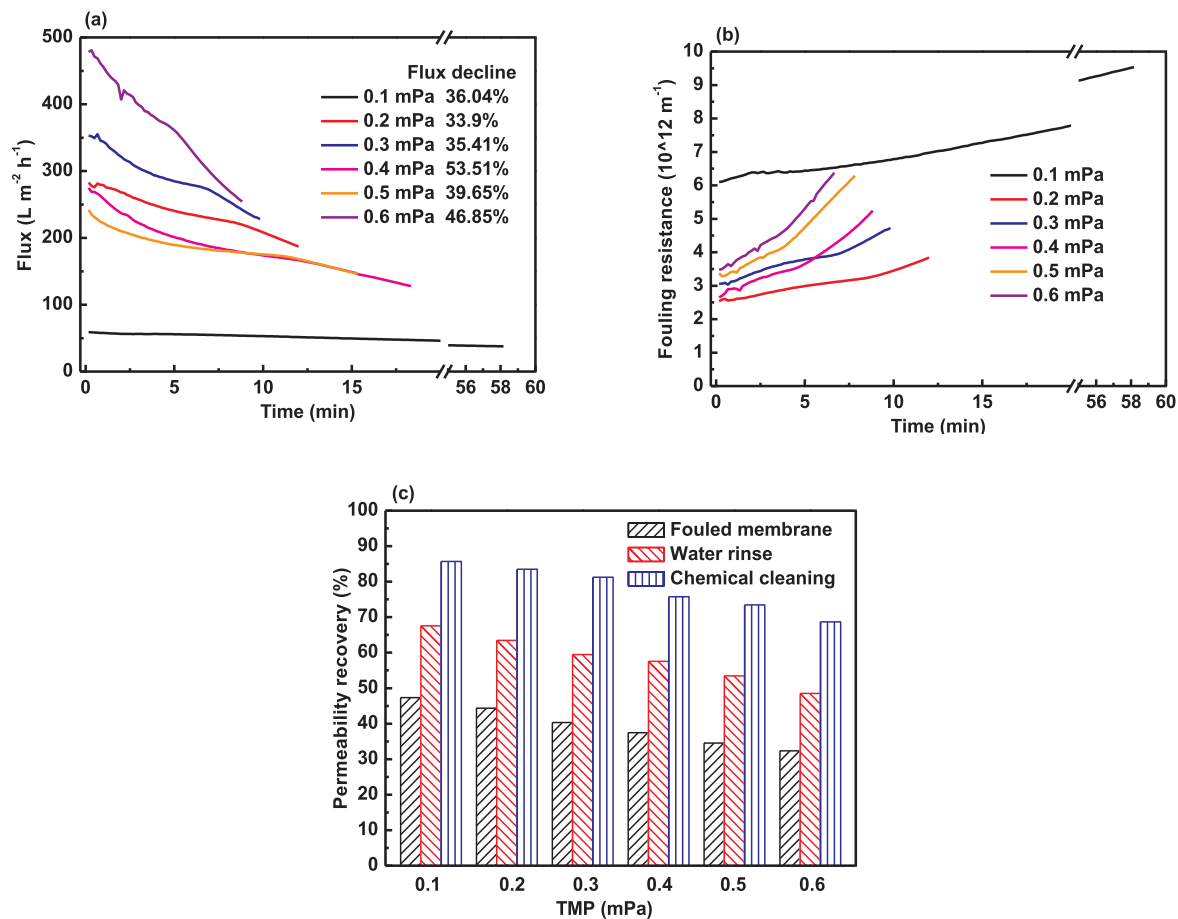 (a)
500
450
400
350
300
250
200
150
100
50
0
Flux (L m⁻² h⁻¹)
Flux decline
0.1 mPa 36.04%
0.2 mPa 33.9%
0.3 mPa 35.41%
0.4 mPa 53.51%
0.5 mPa 39.65%
0.6 mPa 46.85%
0 5 10 15 56 58 60
Time (min)
(b)
10
9
8
7
6
5
4
3
2
1
0
Fouling resistance (10^12 m⁻¹)
0.1 mPa
0.2 mPa
0.3 mPa
0.4 mPa
0.5 mPa
0.6 mPa
0 5 10 15 56 58 60
Time (min)
(c)
100
90
80
70
60
50
40
30
20
10
0
Permeability recovery (%)
Fouled membrane
Water rinse
Chemical cleaning
0.1 0.2 0.3 0.4 0.5 0.6
TMP (mPa)